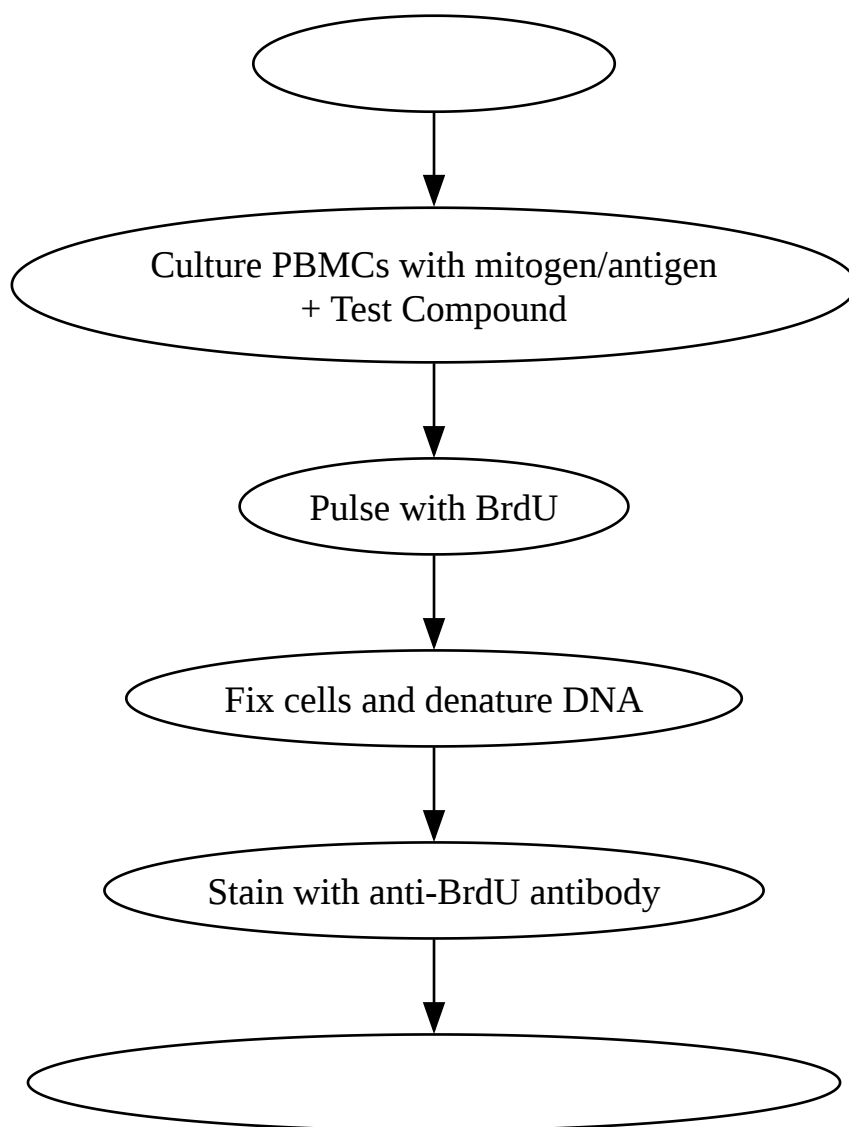 Culture PBMCs with mitogen/antigen
+ Test Compound
Pulse with BrdU
Fix cells and denature DNA
Stain with anti-BrdU antibody